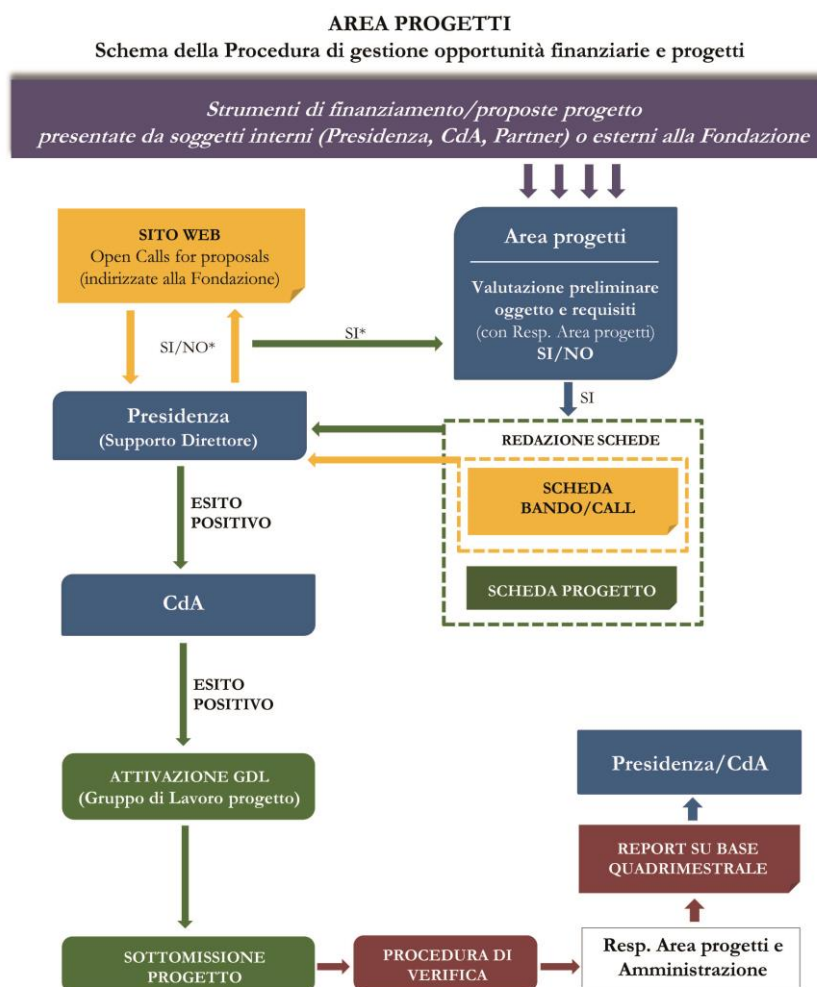 AREA PROGETTI
Schema della Procedura di gestione opportunità finanziarie e progetti
Strumenti di finanziamento/proposte progetto
presentate da soggetti interni (Presidenza, CdA, Partner) o esterni alla Fondazione
SITO WEB
Open Calls for proposals
(indirizzate alla Fondazione)
Area progetti
Valutazione preliminare
oggetto e requisiti
(con Resp. Area progetti)
SI/NO
SI/NO*
SI*
SI
Presidenza
(Supporto Direttore)
REDAZIONE SCHEDE
SCHEDA
BANDO/CALL
SCHEDA PROGETTO
ESITO
POSITIVO
CdA
ESITO
POSITIVO
ATTIVAZIONE GDL
(Gruppo di Lavoro progetto)
Presidenza/CdA
REPORT SU BASE
QUADRIMESTRALE
SOTTOMISSIONE
PROGETTO
PROCEDURA DI
VERIFICA
Resp. Area progetti e
Amministrazione